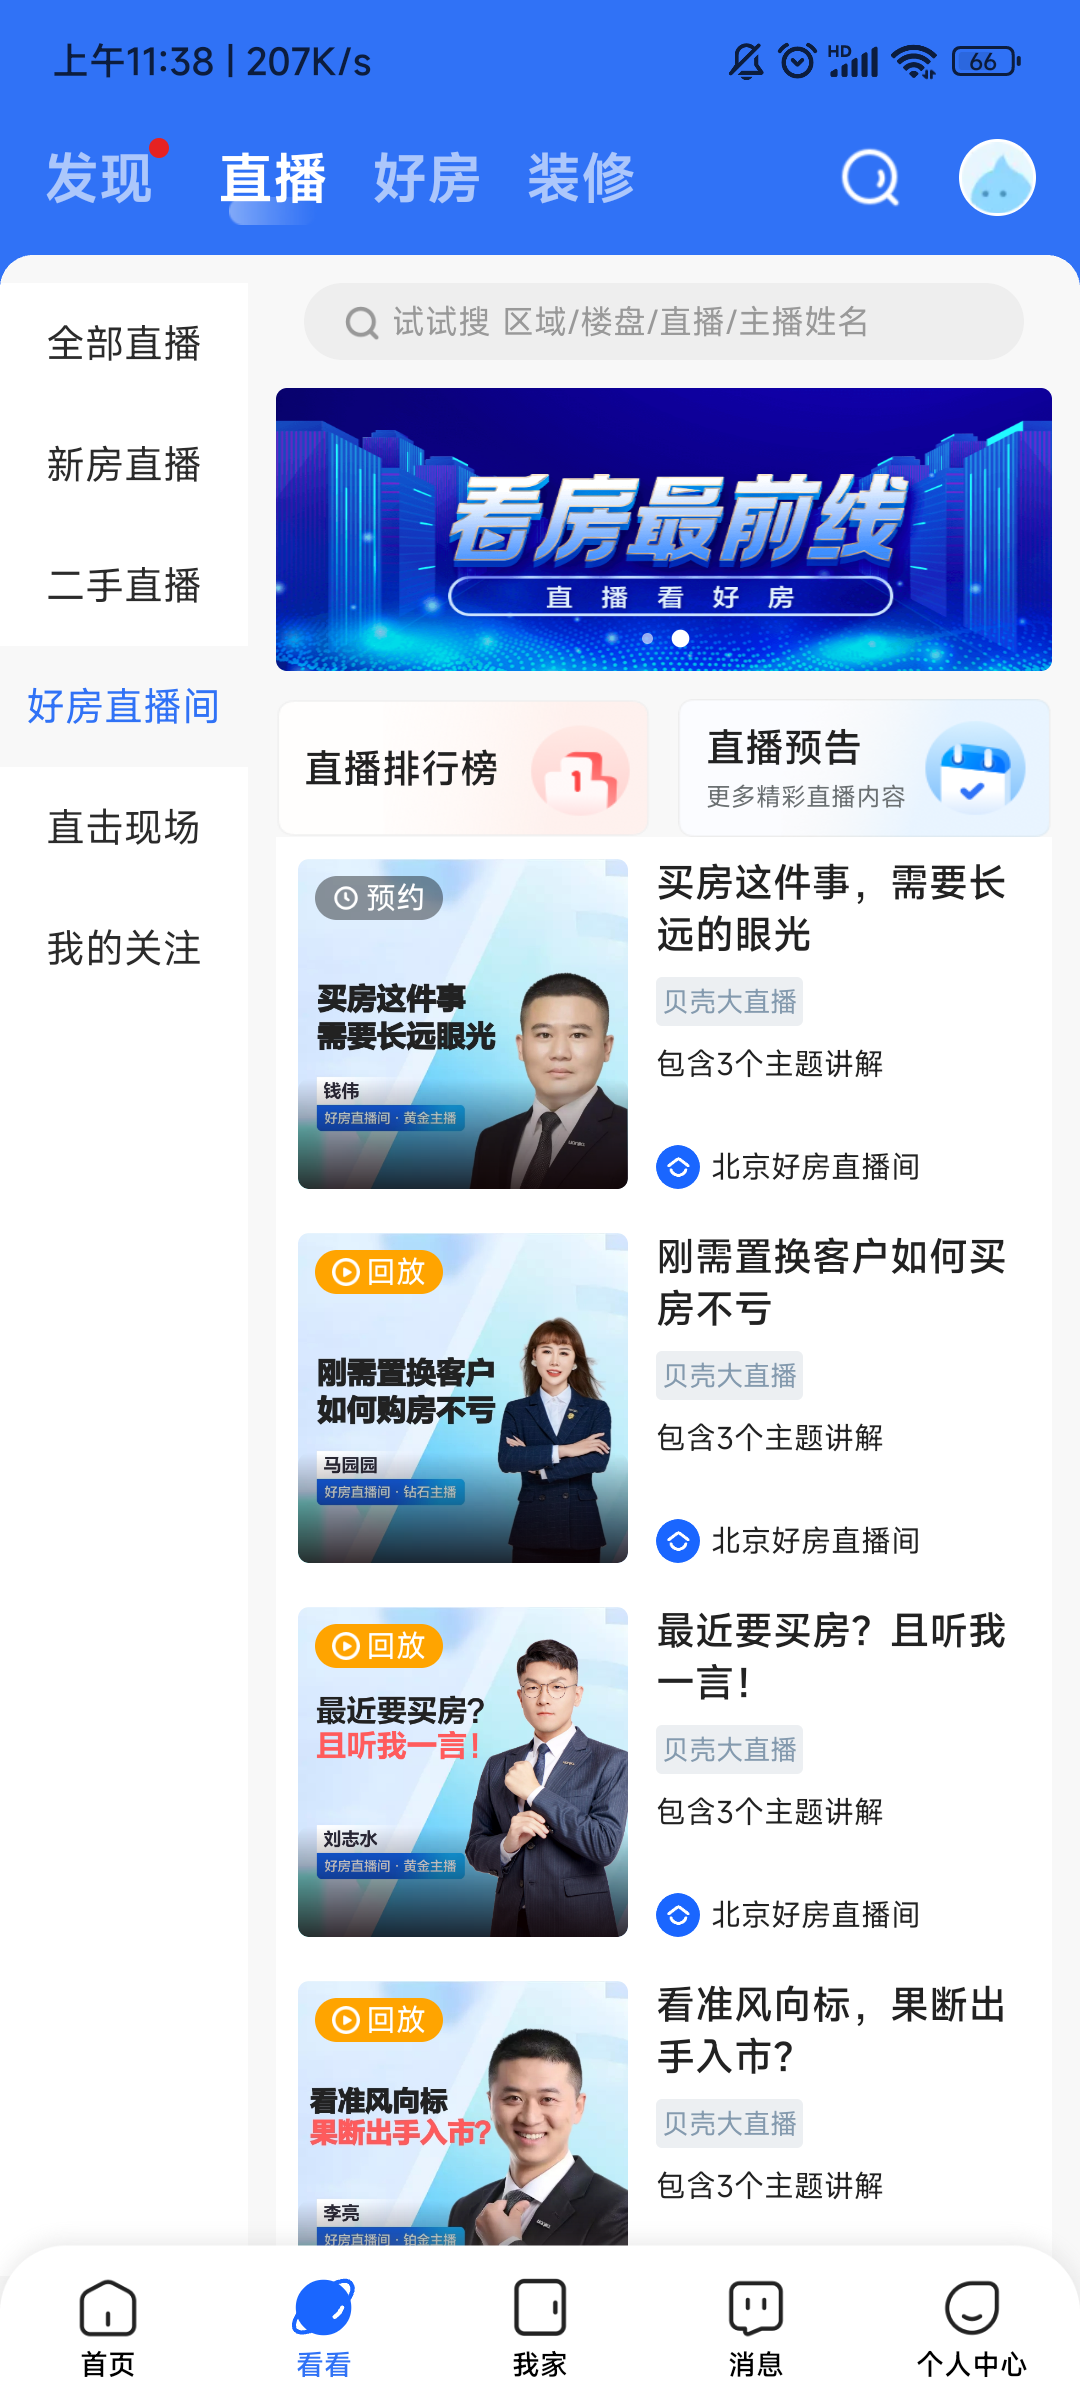 上午11:38 | 207K/s
HD
66
发现
直播
好房
装修
试试搜 区域/楼盘/直播/主播姓名
全部直播
新房直播
二手直播
好房直播间
直击现场
我的关注
看房最前线
直播看好房
直播排行榜
1
直播预告
更多精彩直播内容
预约
买房这件事
需要长远眼光
钱伟
好房直播间·黄金主播
买房这件事，需要长
远的眼光
贝壳大直播
包含3个主题讲解
北京好房直播间
回放
刚需置换客户
如何购房不亏
马园园
好房直播间·钻石主播
刚需置换客户如何买
房不亏
贝壳大直播
包含3个主题讲解
北京好房直播间
回放
最近要买房?
且听我一言!
刘志水
好房直播间·黄金主播
最近要买房？且听我
一言！
贝壳大直播
包含3个主题讲解
北京好房直播间
回放
看准风向标
果断出手入市?
李亮
好房直播间·铂金主播
看准风向标，果断出
手入市？
贝壳大直播
包含3个主题讲解
首页
看看
我家
消息
个人中心